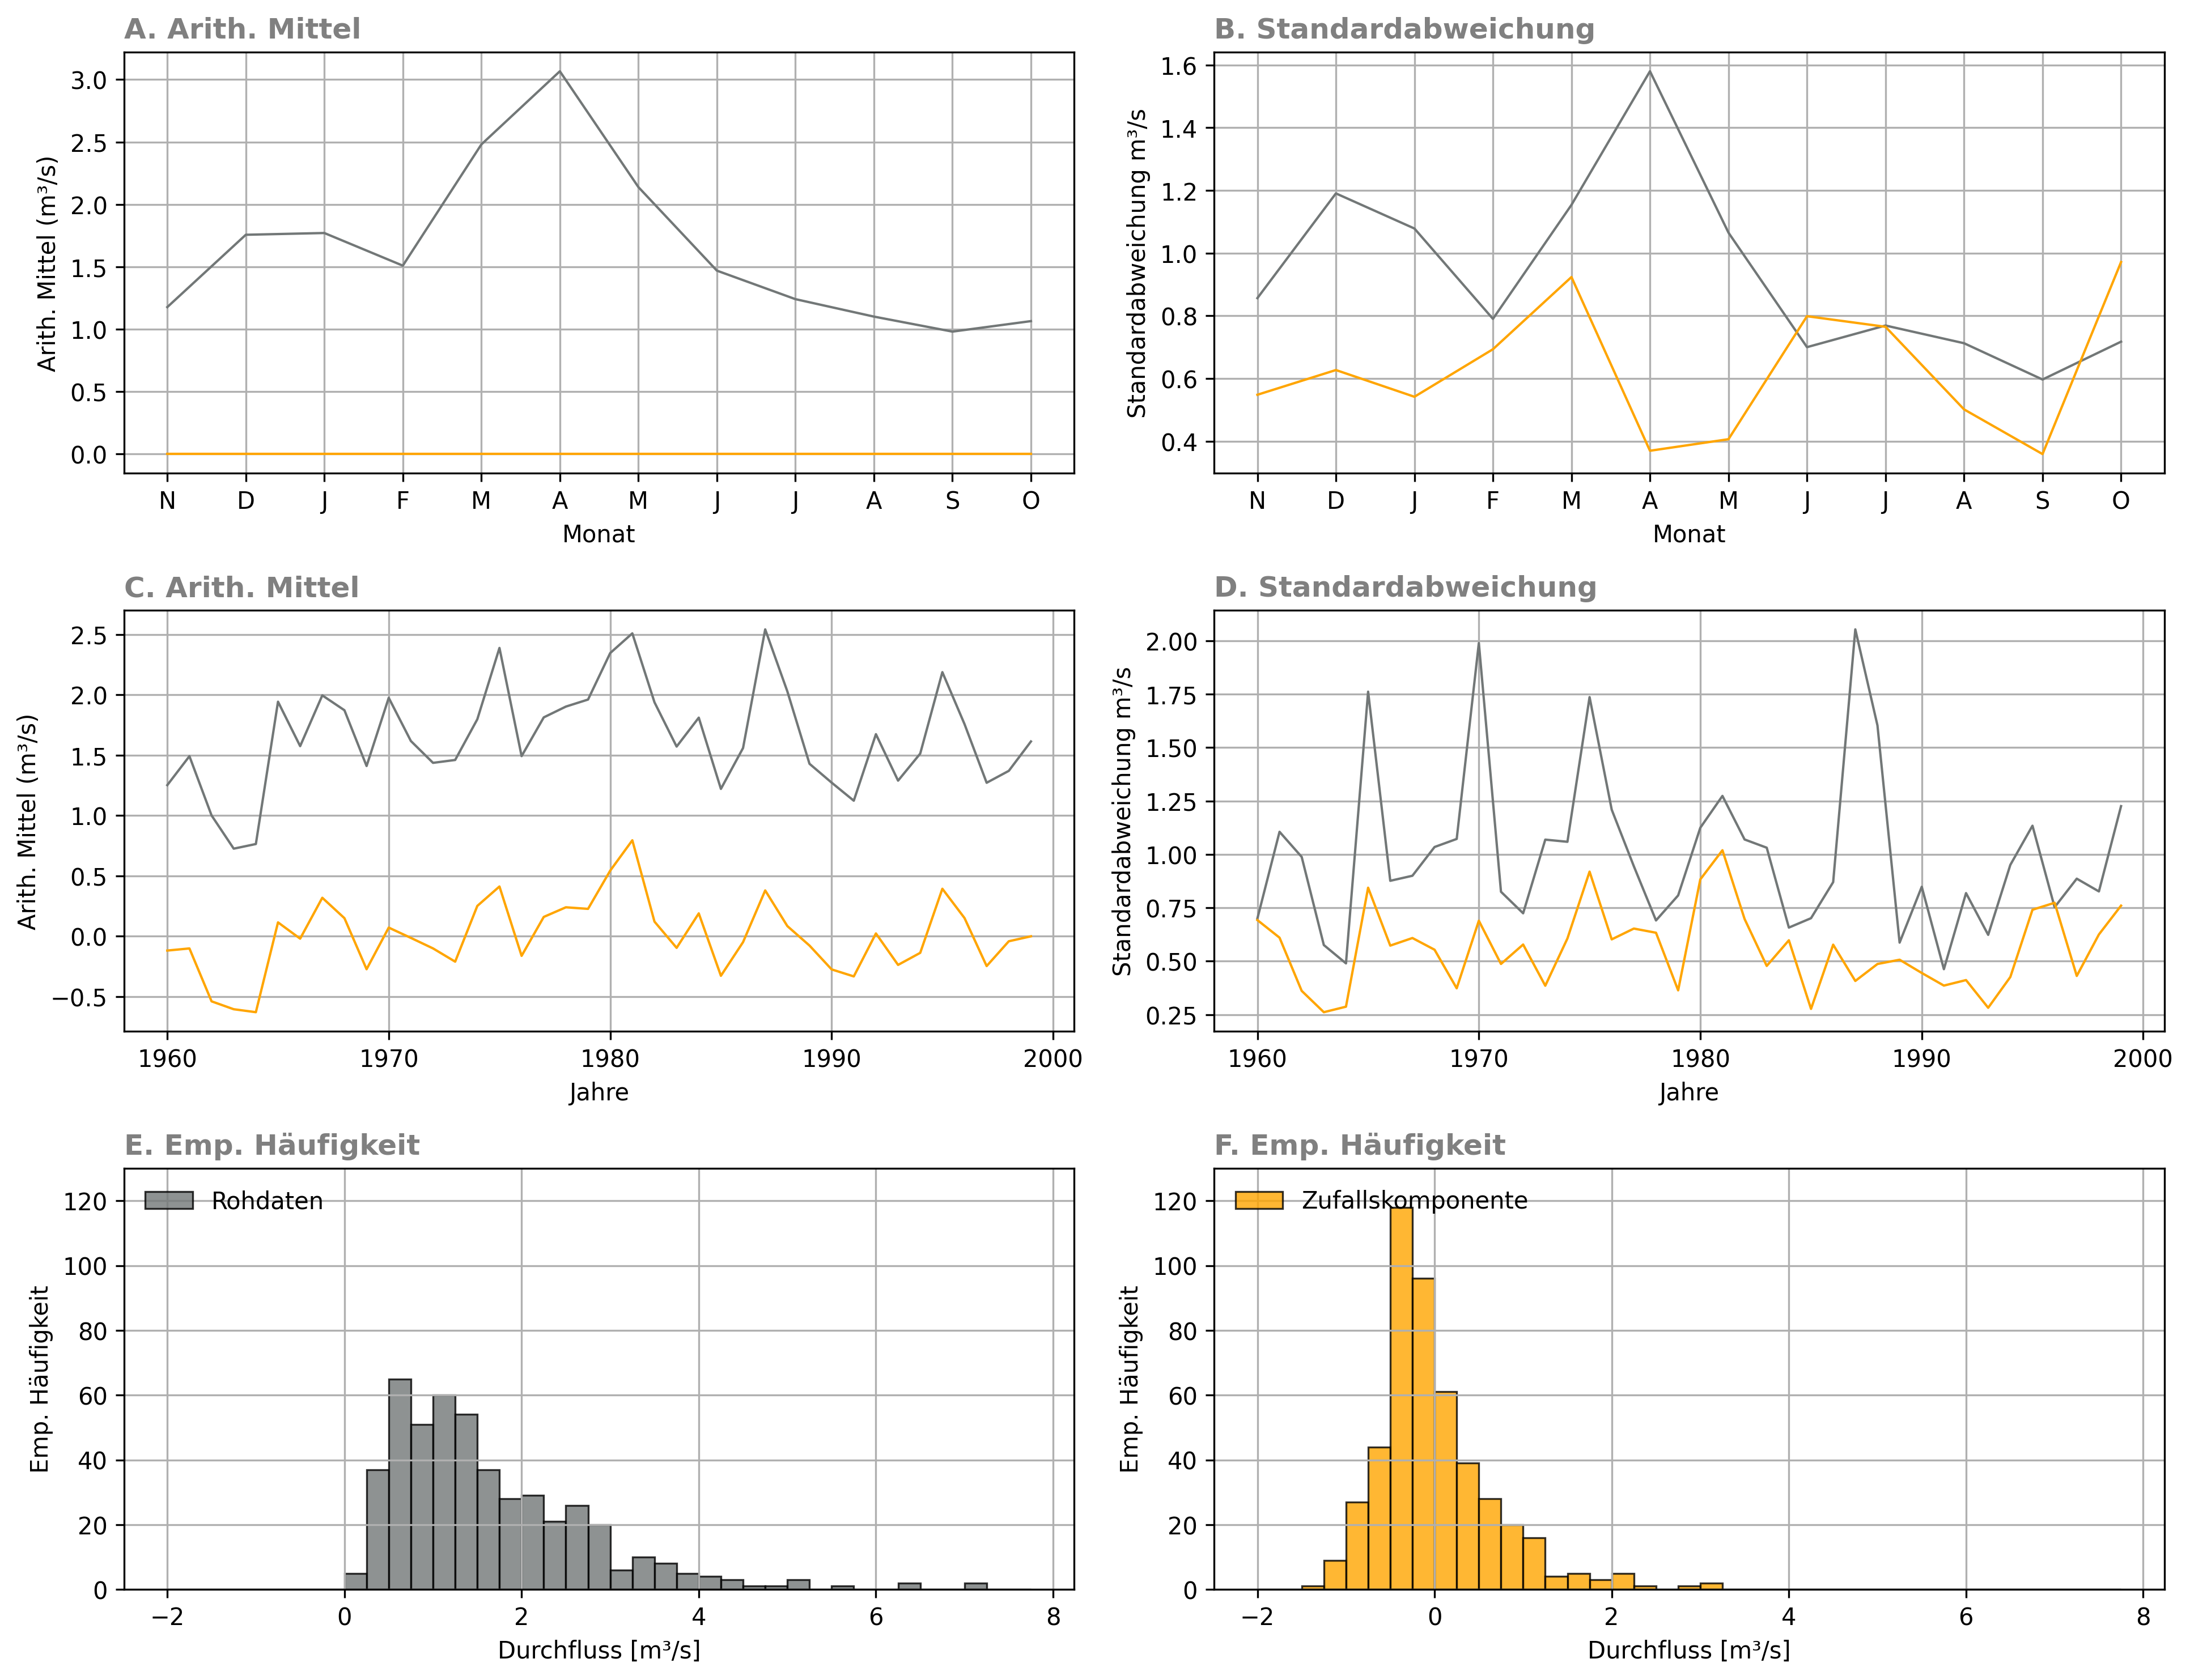 A. Arith. Mittel
Arith. Mittel (m³/s)
3.0
2.5
2.0
1.5
1.0
0.5
0.0
N D J F M A M J J A S O
Monat
B. Standardabweichung
Standardabweichung m³/s
1.6
1.4
1.2
1.0
0.8
0.6
0.4
N D J F M A M J J A S O
Monat
C. Arith. Mittel
Arith. Mittel (m³/s)
2.5
2.0
1.5
1.0
0.5
0.0
−0.5
1960 1970 1980 1990 2000
Jahre
D. Standardabweichung
Standardabweichung m³/s
2.00
1.75
1.50
1.25
1.00
0.75
0.50
0.25
1960 1970 1980 1990 2000
Jahre
E. Emp. Häufigkeit
Emp. Häufigkeit
Rohdaten
120
100
80
60
40
20
0
−2 0 2 4 6 8
Durchfluss [m³/s]
F. Emp. Häufigkeit
Emp. Häufigkeit
Zufallskomponente
120
100
80
60
40
20
0
−2 0 2 4 6 8
Durchfluss [m³/s]